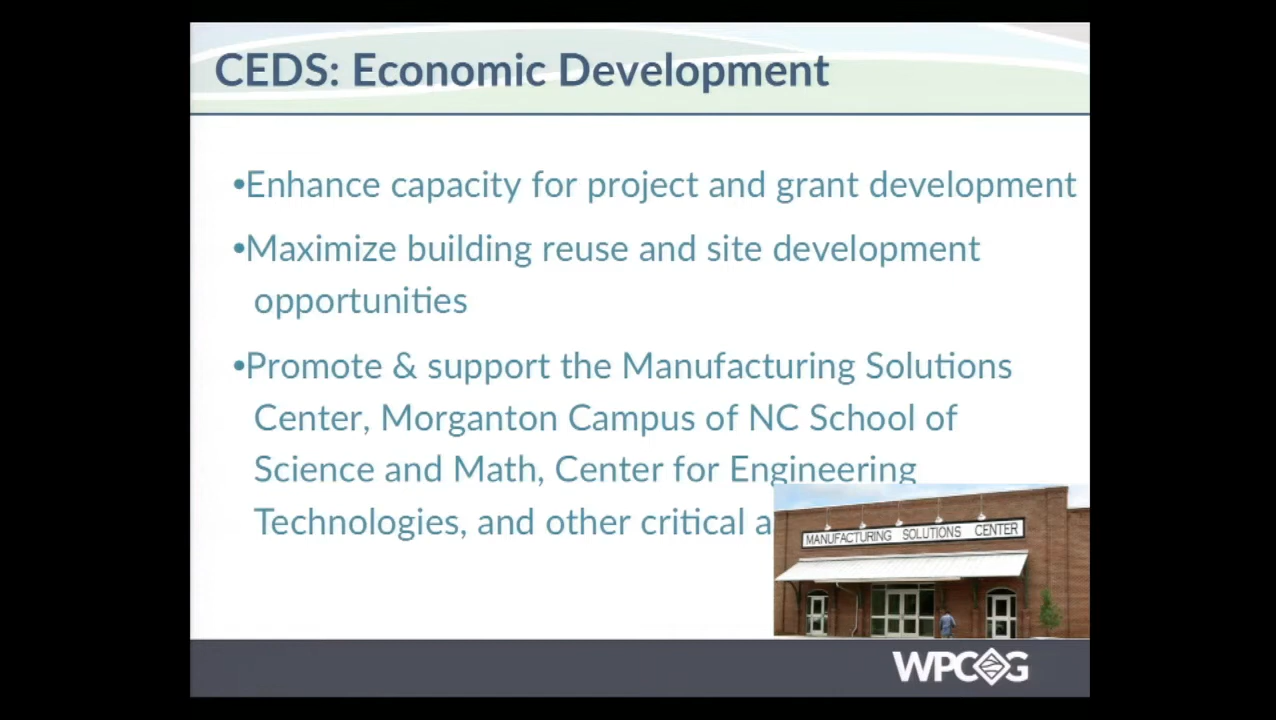 CEDS: Economic Development
•Enhance capacity for project and grant development
•Maximize building reuse and site development
opportunities
•Promote & support the Manufacturing Solutions
Center, Morganton Campus of NC School of
Science and Math, Center for Engineering
Technologies, and other critical a
MANUFACTURING SOLUTIONS CENTER
WPCOG